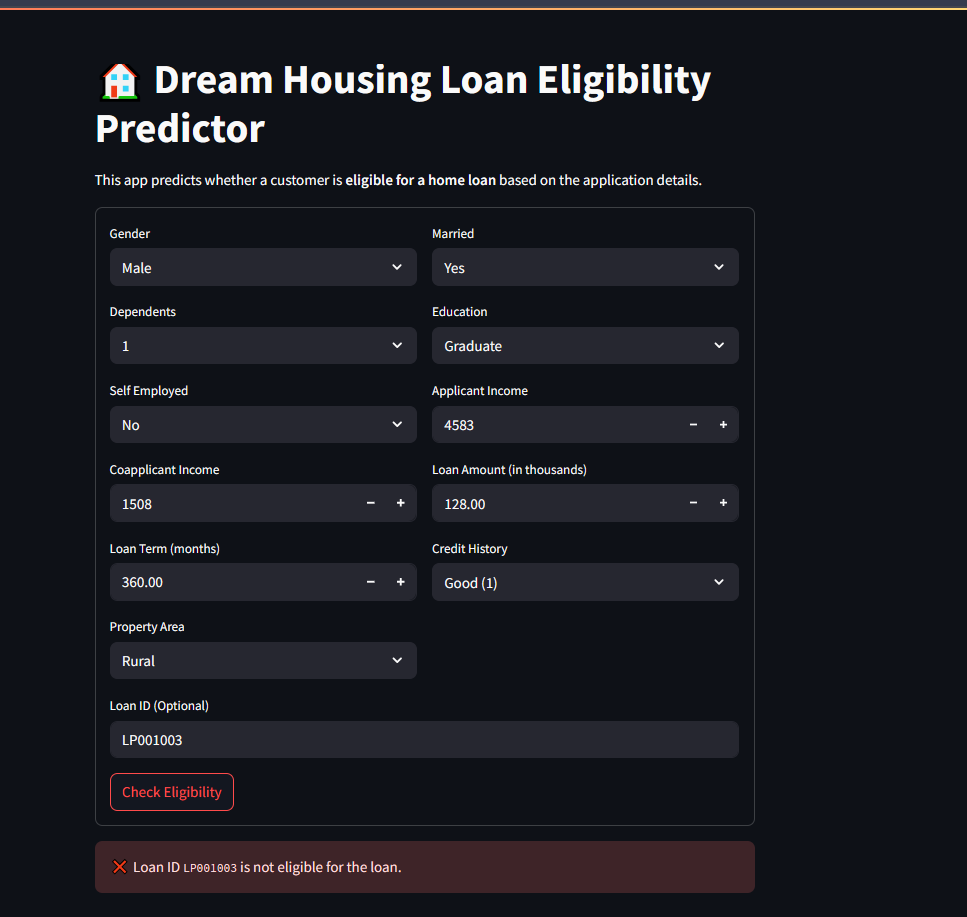 Dream Housing Loan Eligibility
Predictor
This app predicts whether a customer is eligible for a home loan based on the application details.
Gender
Married
Male
Yes
Dependents
Education
1
Graduate
Self Employed
Applicant Income
No
4583
Coapplicant Income
Loan Amount (in thousands)
1508
128.00
Loan Term (months)
Credit History
360.00
Good (1)
Property Area
Rural
Loan ID (Optional)
LP001003
Check Eligibility
❌ Loan ID LP001003 is not eligible for the loan.